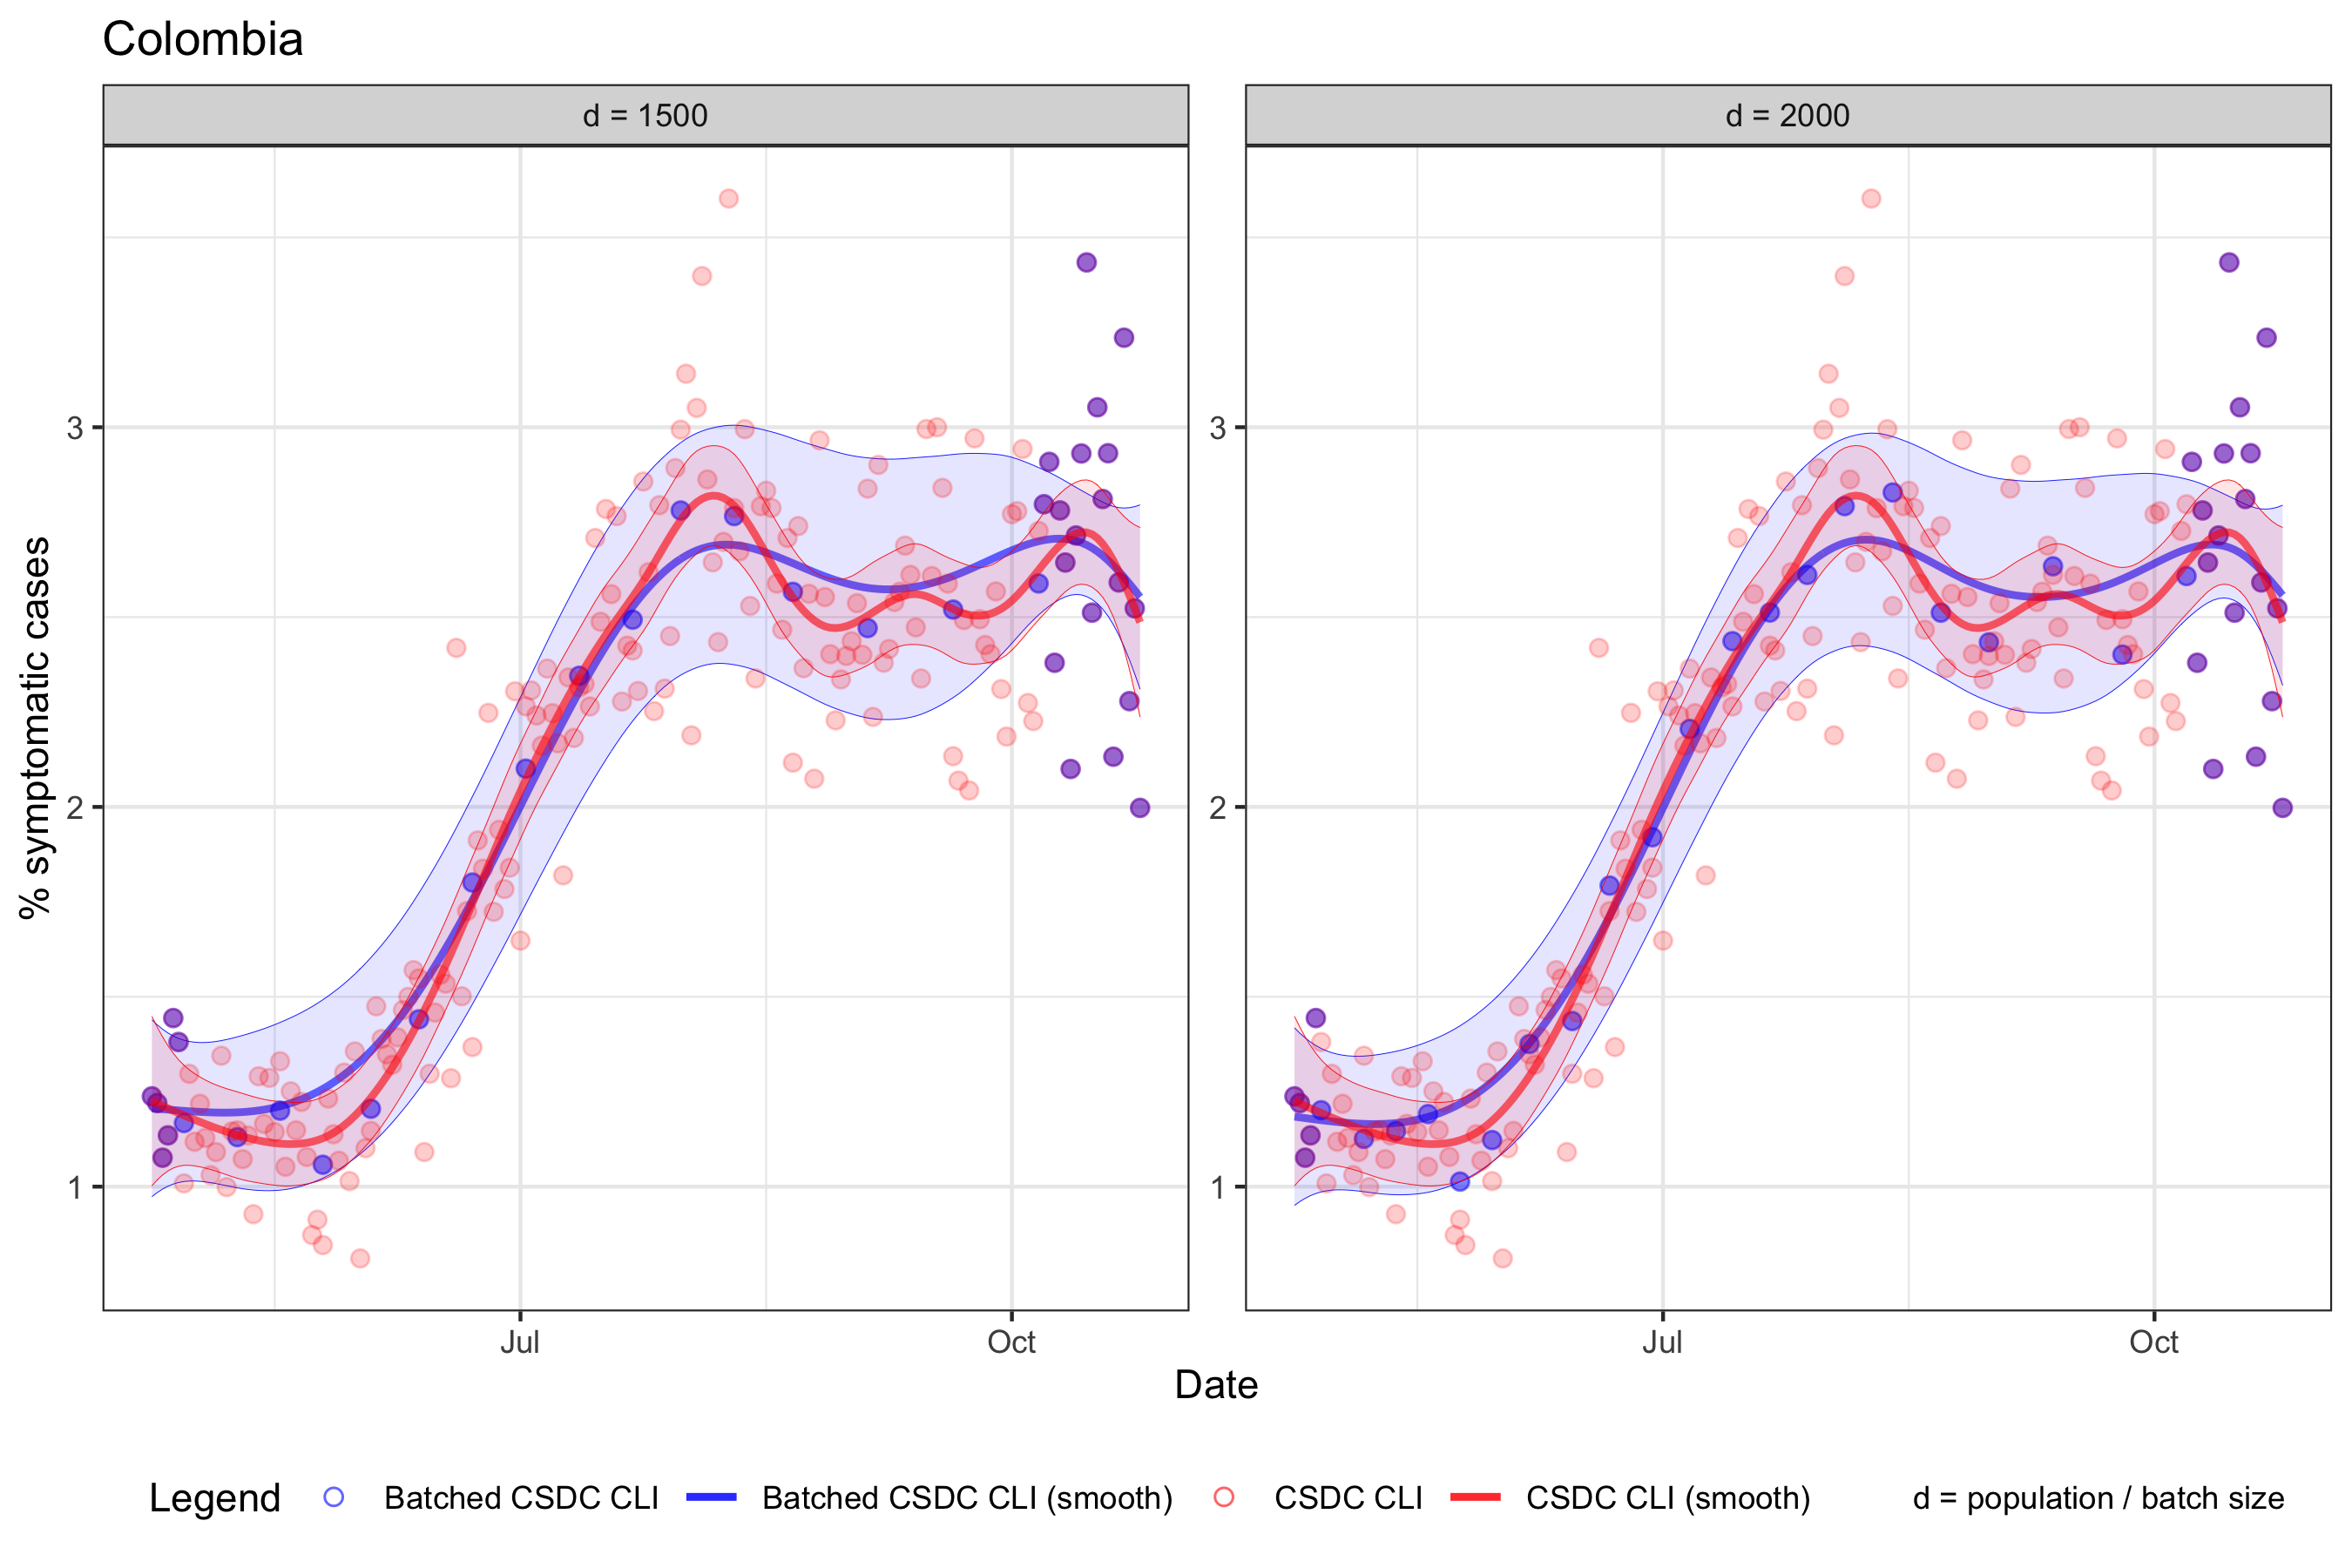 Colombia
d = 1500
d = 2000
% symptomatic cases
3
2
1
3
2
1
Jul
Oct
Jul
Oct
Date
Legend
Batched CSDC CLI
Batched CSDC CLI (smooth)
CSDC CLI
CSDC CLI (smooth)
d = population / batch size